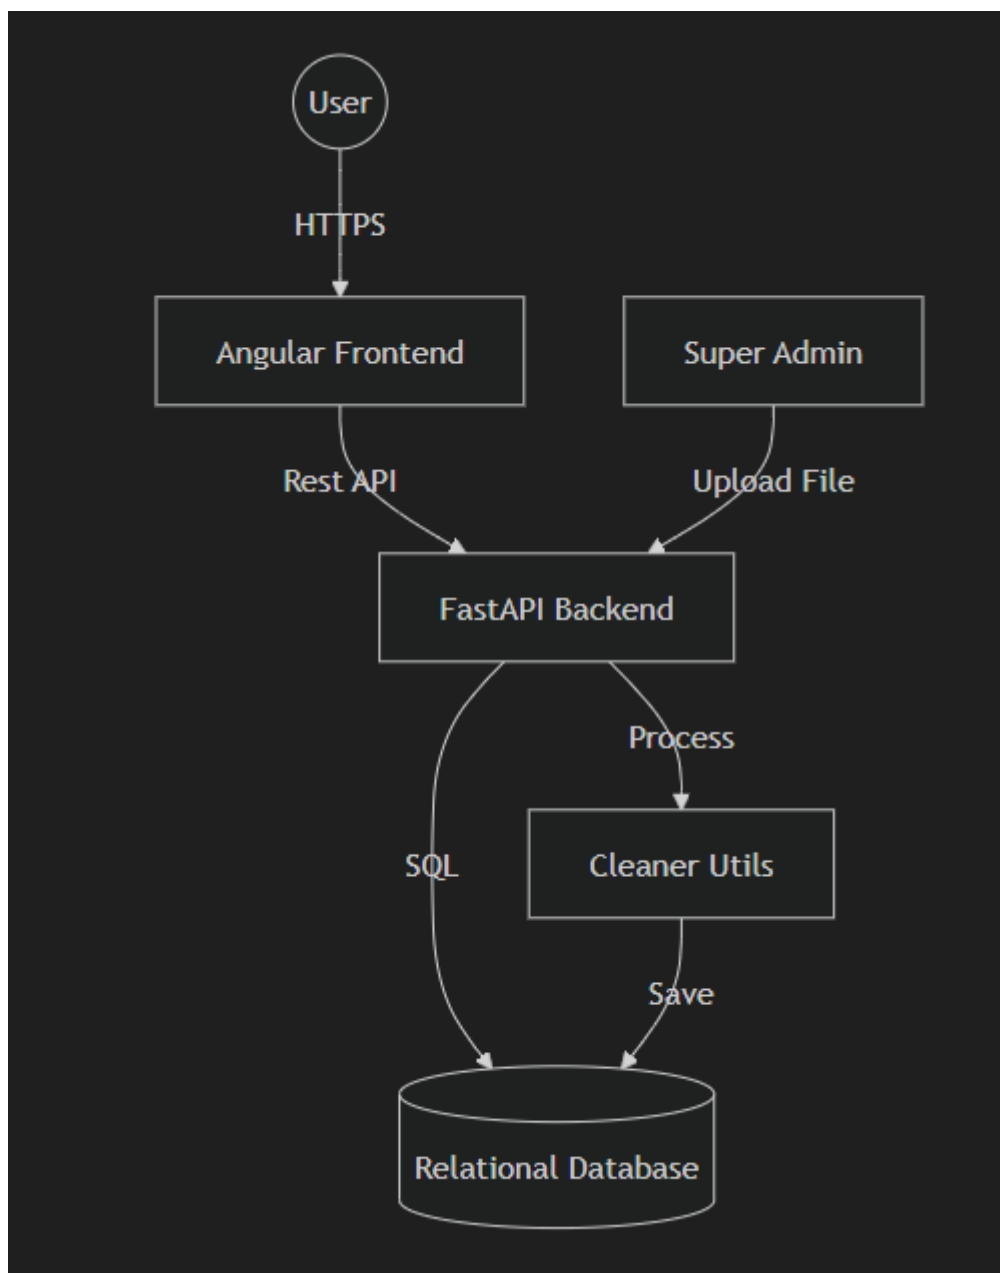 User
HTTPS
Angular Frontend
Super Admin
Rest API
Upload File
FastAPI Backend
Process
SQL
Cleaner Utils
Save
Relational Database